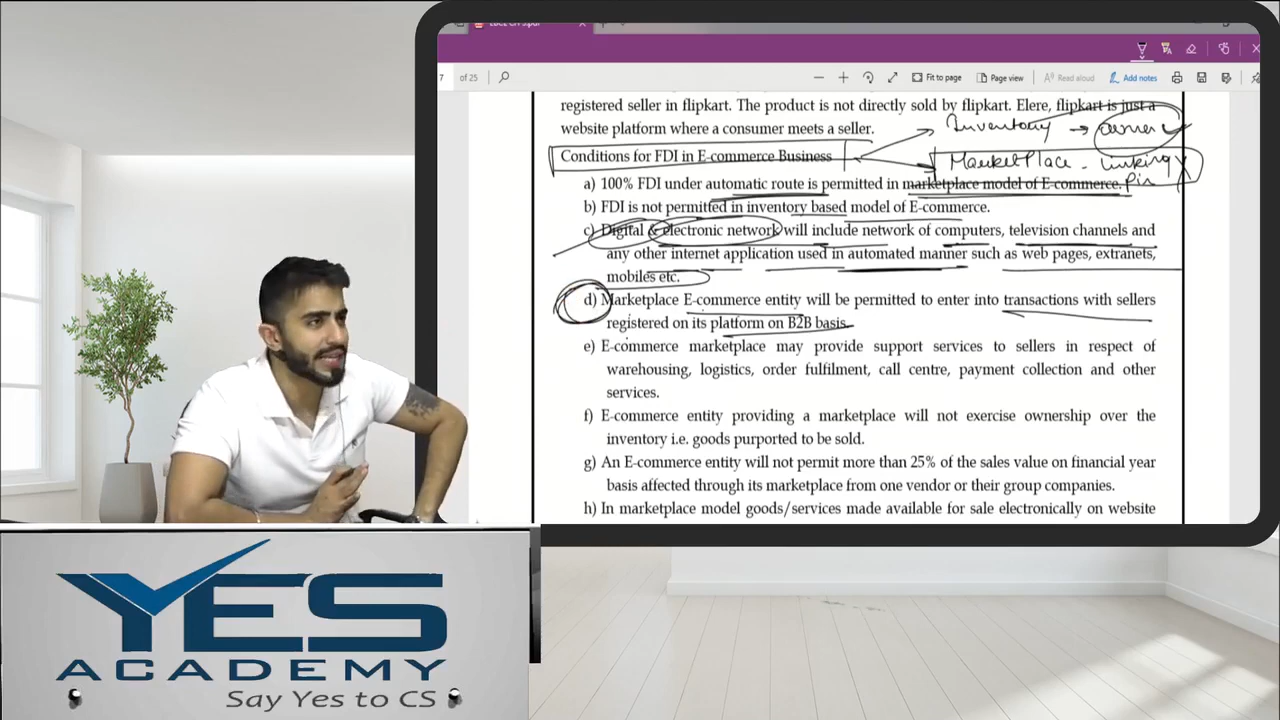 7 of 25
Fit to page
Page view
Read aloud
Add notes
registered seller in flipkart. The product is not directly sold by flipkart. Elere, flipkart is just a
website platform where a consumer meets a seller.
Inventory → owner
Conditions for FDI in E-commerce Business
MarketPlace - Linking
Pin
a) 100% FDI under automatic route is permitted in marketplace model of E-commerce.
b) FDI is not permitted in inventory based model of E-commerce.
c) Digital & electronic network will include network of computers, television channels and
any other internet application used in automated manner such as web pages, extranets,
mobiles etc.
d) Marketplace E-commerce entity will be permitted to enter into transactions with sellers
registered on its platform on B2B basis.
e) E-commerce marketplace may provide support services to sellers in respect of
warehousing, logistics, order fulfilment, call centre, payment collection and other
services.
f) E-commerce entity providing a marketplace will not exercise ownership over the
inventory i.e. goods purported to be sold.
g) An E-commerce entity will not permit more than 25% of the sales value on financial year
basis affected through its marketplace from one vendor or their group companies.
h) In marketplace model goods/services made available for sale electronically on website
YES
ACADEMY
Say Yes to CS